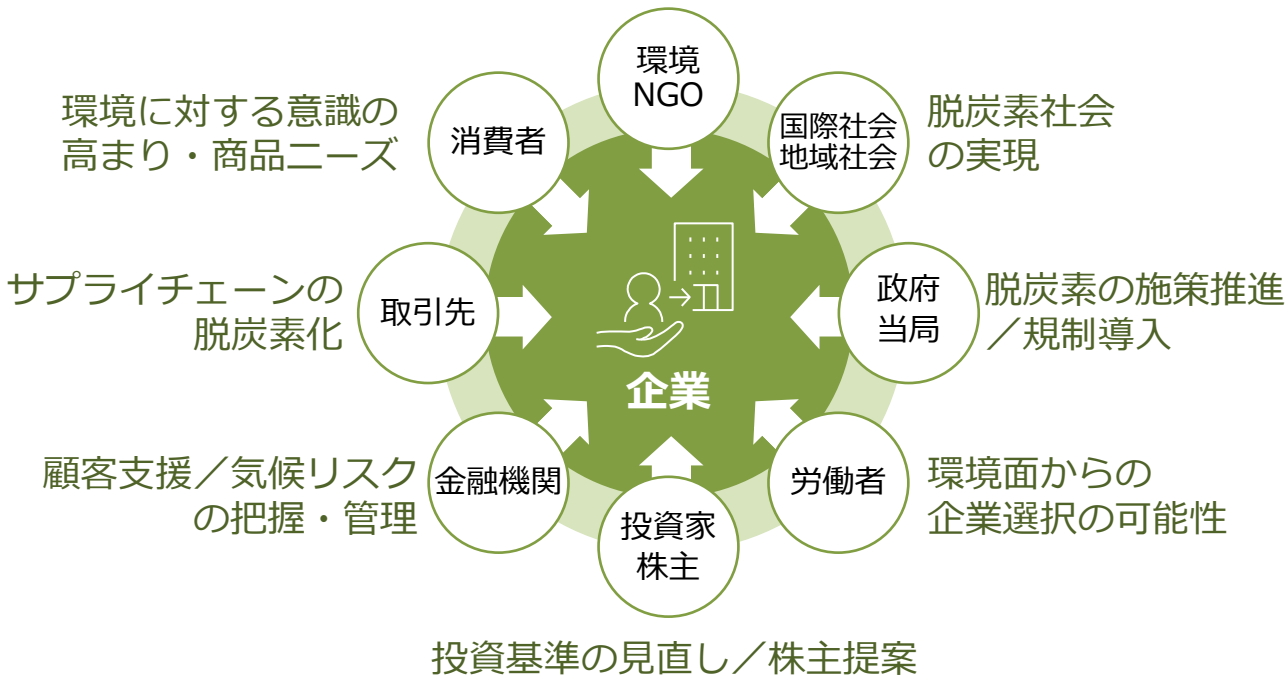 環境
NGO
国際社会
地域社会
脱炭素社会
の実現
政府
当局
脱炭素の施策推進
／規制導入
労働者
環境面からの
企業選択の可能性
投資家
株主
投資基準の見直し／株主提案
金融機関
顧客支援／気候リスク
の把握・管理
取引先
サプライチェーンの
脱炭素化
消費者
環境に対する意識の
高まり・商品ニーズ
企業